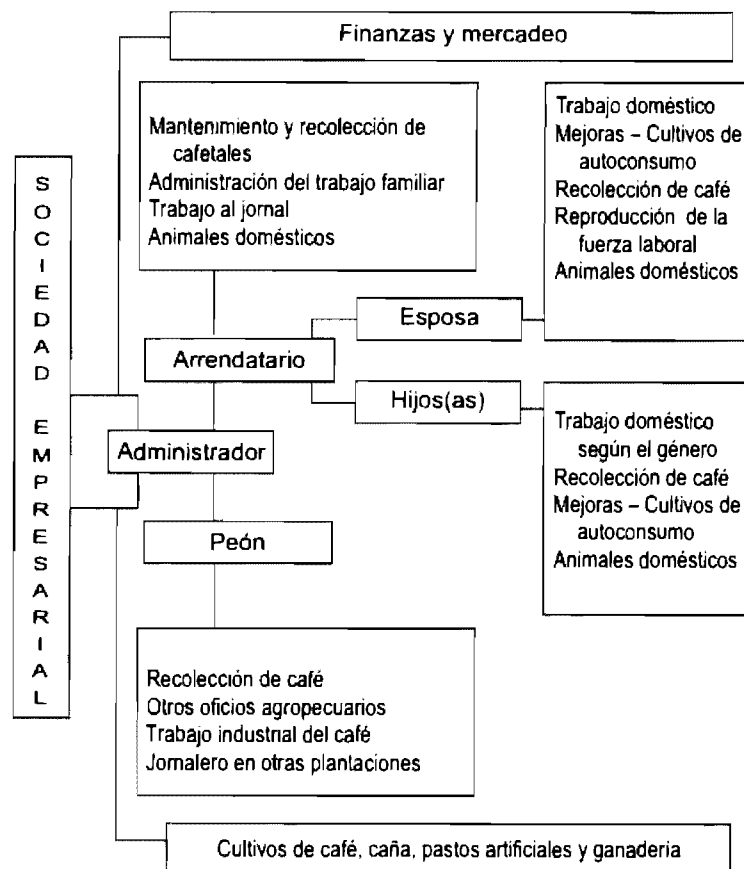 Finanzas y mercadeo
Mantenimiento y recolección de
cafetales
Administración del trabajo familiar
Trabajo al jornal
Animales domésticos
Trabajo doméstico
Mejoras – Cultivos de
autoconsumo
Recolección de café
Reproducción de la
fuerza laboral
Animales domésticos
SOCIEDAD EMPRESARIAL
Arrendatario
Esposa
Hijos(as)
Administrador
Trabajo doméstico
según el género
Recolección de café
Mejoras – Cultivos de
autoconsumo
Animales domésticos
Peón
Recolección de café
Otros oficios agropecuarios
Trabajo industrial del café
Jornalero en otras plantaciones
Cultivos de café, caña, pastos artificiales y ganaderia